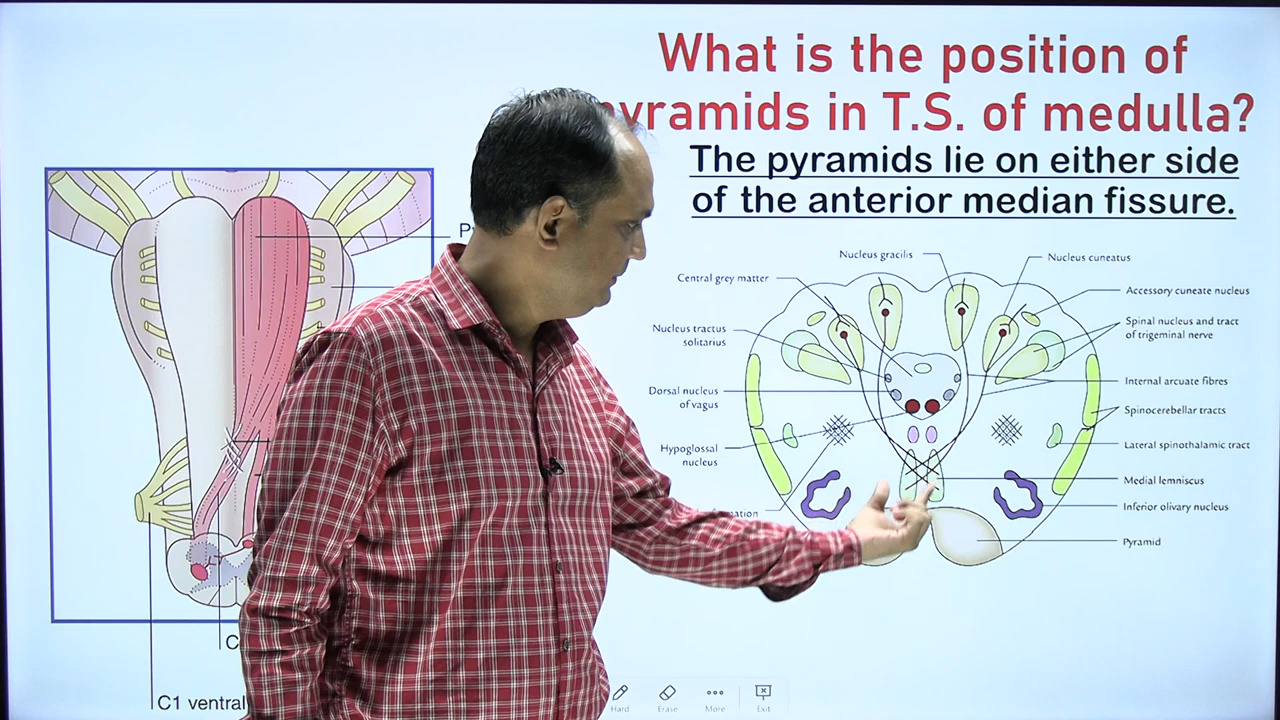 What is the position of
pyramids in T.S. of medulla?
The pyramids lie on either side
of the anterior median fissure.
Nucleus gracilis
Nucleus cuneatus
Central grey matter
Accessory cuneate nucleus
Nucleus tractus
solitarius
Spinal nucleus and tract
of trigeminal nerve
Dorsal nucleus
of vagus
Internal arcuate fibres
Spinocerebellar tracts
Hypoglossal
nucleus
Lateral spinothalamic tract
Medial lemniscus
Inferior olivary nucleus
Pyramid
C1 ventral
Hard
Erase
More
Exit